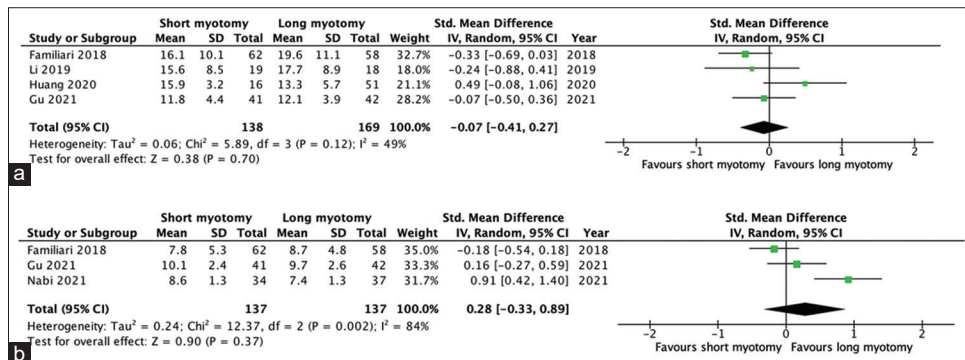 Short myotomy Long myotomy Std. Mean Difference Std. Mean Difference
Study or Subgroup Mean SD Total Mean SD Total Weight IV, Random, 95% CI Year IV, Random, 95% CI Year
Familiari 2018 16.1 10.1 62 19.6 11.1 58 32.7% -0.33 [-0.69, 0.03] 2018 2018
Li 2019 15.6 8.5 19 17.7 8.9 18 18.0% -0.24 [-0.88, 0.41] 2019 2019
Huang 2020 15.9 3.2 16 13.3 5.7 51 21.1% 0.49 [-0.08, 1.06] 2020 2020
Gu 2021 11.8 4.4 41 12.1 3.9 42 28.2% -0.07 [-0.50, 0.36] 2021 2021
Total (95% CI) 138 169 100.0% -0.07 [-0.41, 0.27]
Heterogeneity: Tau² = 0.06; Chi² = 5.89, df = 3 (P = 0.12); I² = 49%
Test for overall effect: Z = 0.38 (P = 0.70)
-2 -1 0 1 2
Favours short myotomy Favours long myotomy
a
Short myotomy Long myotomy Std. Mean Difference Std. Mean Difference
Study or Subgroup Mean SD Total Mean SD Total Weight IV, Random, 95% CI Year IV, Random, 95% CI
Familiari 2018 7.8 5.3 62 8.7 4.8 58 35.0% -0.18 [-0.54, 0.18] 2018
Gu 2021 10.1 2.4 41 9.7 2.6 42 33.3% 0.16 [-0.27, 0.59] 2021
Nabi 2021 8.6 1.3 34 7.4 1.3 37 31.7% 0.91 [0.42, 1.40] 2021
Total (95% CI) 137 137 100.0% 0.28 [-0.33, 0.89]
Heterogeneity: Tau² = 0.24; Chi² = 12.37, df = 2 (P = 0.002); I² = 84%
Test for overall effect: Z = 0.90 (P = 0.37)
-2 -1 0 1 2
Favours short myotomy Favours long myotomy
b